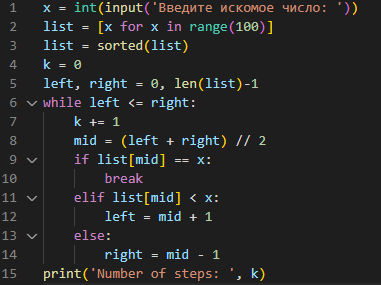 1 x = int(input('Введите искомое число: '))
2 list = [x for x in range(100)]
3 list = sorted(list)
4 k = 0
5 left, right = 0, len(list)-1
6 while left <= right:
7     k += 1
8     mid = (left + right) // 2
9     if list[mid] == x:
10         break
11     elif list[mid] < x:
12         left = mid + 1
13     else:
14         right = mid - 1
15 print('Number of steps: ', k)